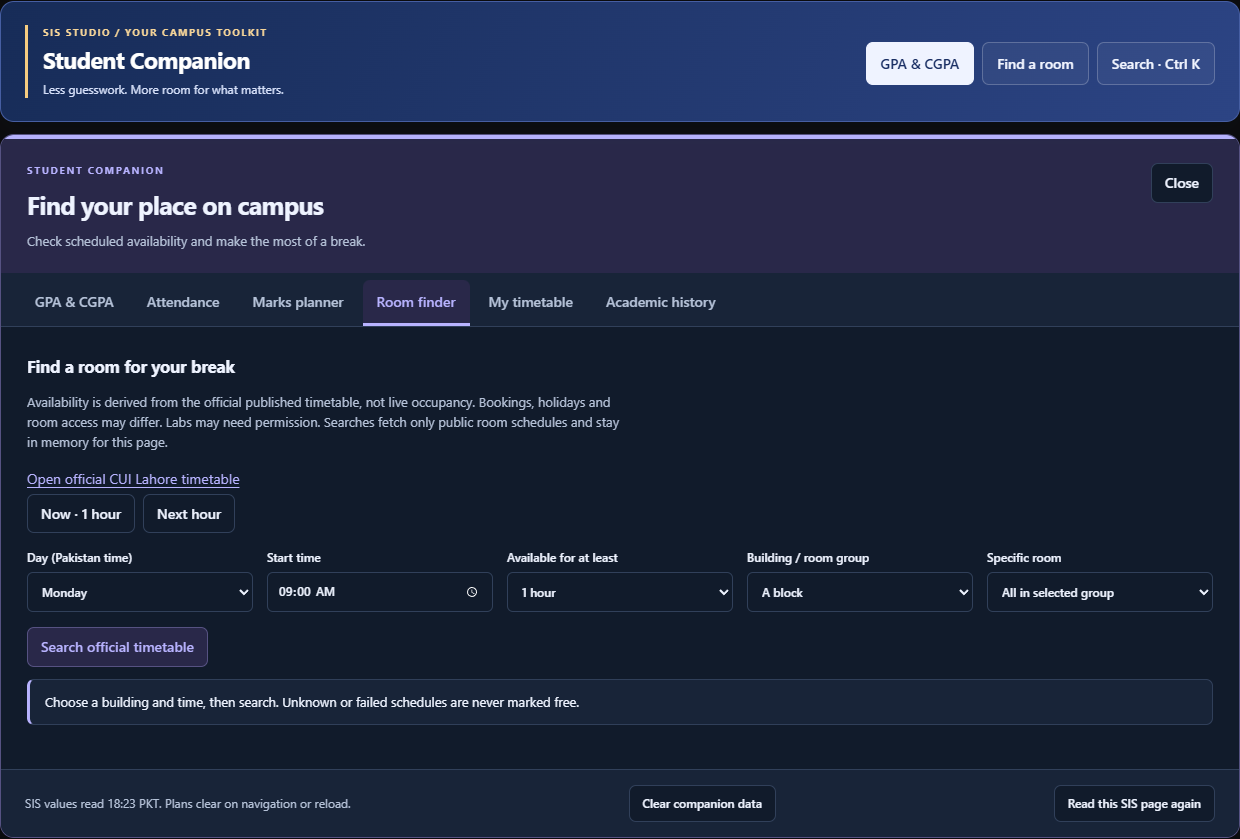 SIS STUDIO / YOUR CAMPUS TOOLKIT
Student Companion
Less guesswork. More room for what matters.
GPA & CGPA
Find a room
Search · Ctrl K
STUDENT COMPANION
Find your place on campus
Check scheduled availability and make the most of a break.
Close
GPA & CGPA
Attendance
Marks planner
Room finder
My timetable
Academic history
Find a room for your break
Availability is derived from the official published timetable, not live occupancy. Bookings, holidays and
room access may differ. Labs may need permission. Searches fetch only public room schedules and stay
in memory for this page.
Open official CUI Lahore timetable
Now · 1 hour
Next hour
Day (Pakistan time)
Start time
Available for at least
Building / room group
Specific room
Monday
09:00 AM
1 hour
A block
All in selected group
Search official timetable
Choose a building and time, then search. Unknown or failed schedules are never marked free.
SIS values read 18:23 PKT. Plans clear on navigation or reload.
Clear companion data
Read this SIS page again